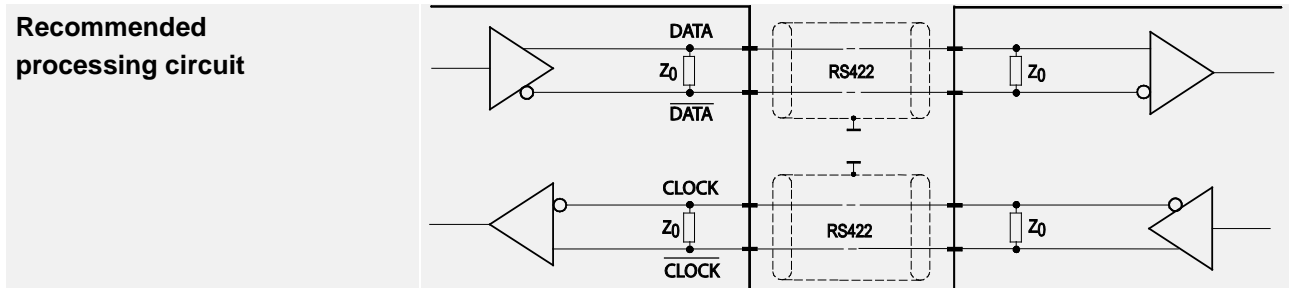 Recommended
processing circuit
DATA
Z0
RS422
Z0
DATA
CLOCK
Z0
RS422
Z0
CLOCK